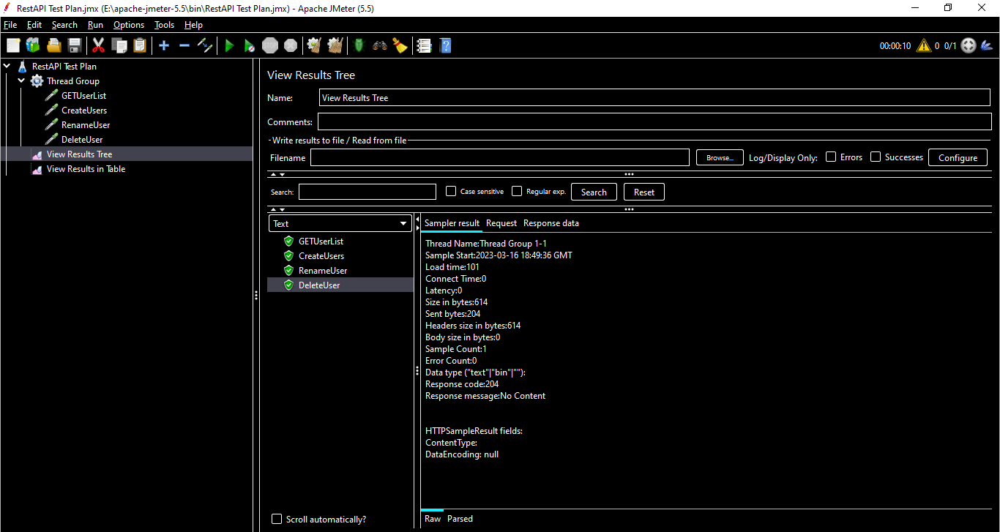 RestAPI Test Plan.jmx (E:\apache-jmeter-5.5\bin\RestAPI Test Plan.jmx) - Apache JMeter (5.5)
File Edit Search Run Options Tools Help
00:00:10 0 0/1
RestAPI Test Plan
Thread Group
GETUserList
CreateUsers
RenameUser
DeleteUser
View Results Tree
View Results in Table
View Results Tree
Name: View Results Tree
Comments:
Write results to file / Read from file
Filename Browse... Log/Display Only: Errors Successes Configure
Search: Case sensitive Regular exp. Search Reset
Text
GETUserList
CreateUsers
RenameUser
DeleteUser
Scroll automatically?
Sampler result Request Response data
Thread Name:Thread Group 1-1
Sample Start:2023-03-16 18:49:36 GMT
Load time:101
Connect Time:0
Latency:0
Size in bytes:614
Sent bytes:204
Headers size in bytes:614
Body size in bytes:0
Sample Count:1
Error Count:0
Data type ("text"|"bin"|""):
Response code:204
Response message:No Content
HTTPSampleResult fields:
ContentType:
DataEncoding: null
Raw Parsed